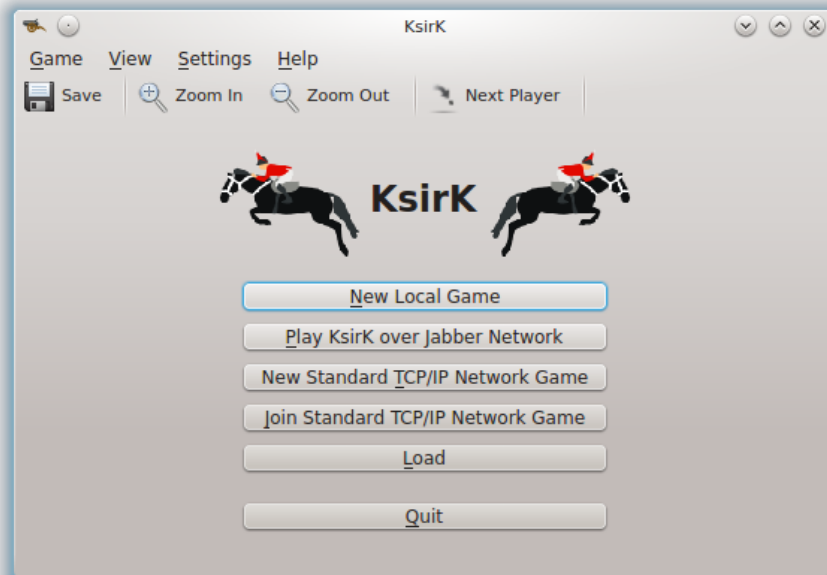 KsirK
Game View Settings Help
Save Zoom In Zoom Out Next Player
KsirK
New Local Game
Play KsirK over Jabber Network
New Standard TCP/IP Network Game
Join Standard TCP/IP Network Game
Load
Quit